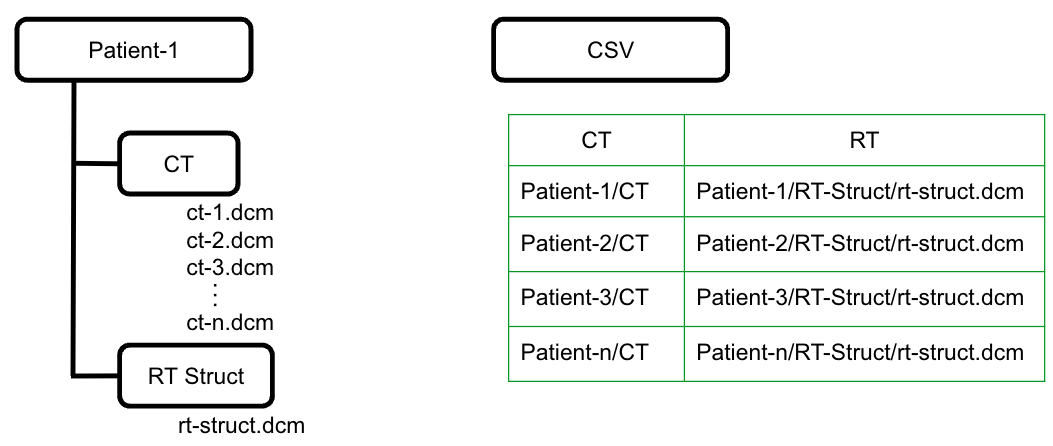 Patient-1
CT
ct-1.dcm
ct-2.dcm
ct-3.dcm
⋮
ct-n.dcm
RT Struct
rt-struct.dcm
CSV
CT RT
Patient-1/CT Patient-1/RT-Struct/rt-struct.dcm
Patient-2/CT Patient-2/RT-Struct/rt-struct.dcm
Patient-3/CT Patient-3/RT-Struct/rt-struct.dcm
Patient-n/CT Patient-n/RT-Struct/rt-struct.dcm